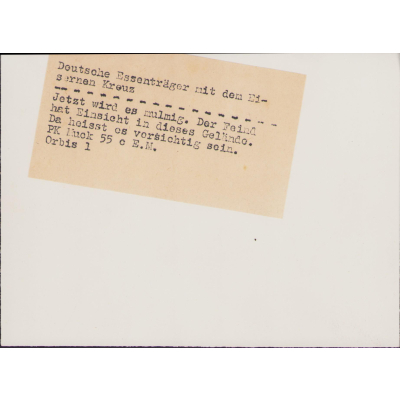 Deutsche Essenträger mit dem Ei-
sernen Kreuz
Jetzt wird es mulmig. Der Feind
hat Einsicht in dieses Gelände.
Da heisst es vorsichtig sein.
PK Muck 55 c E.M.
Orbis 1